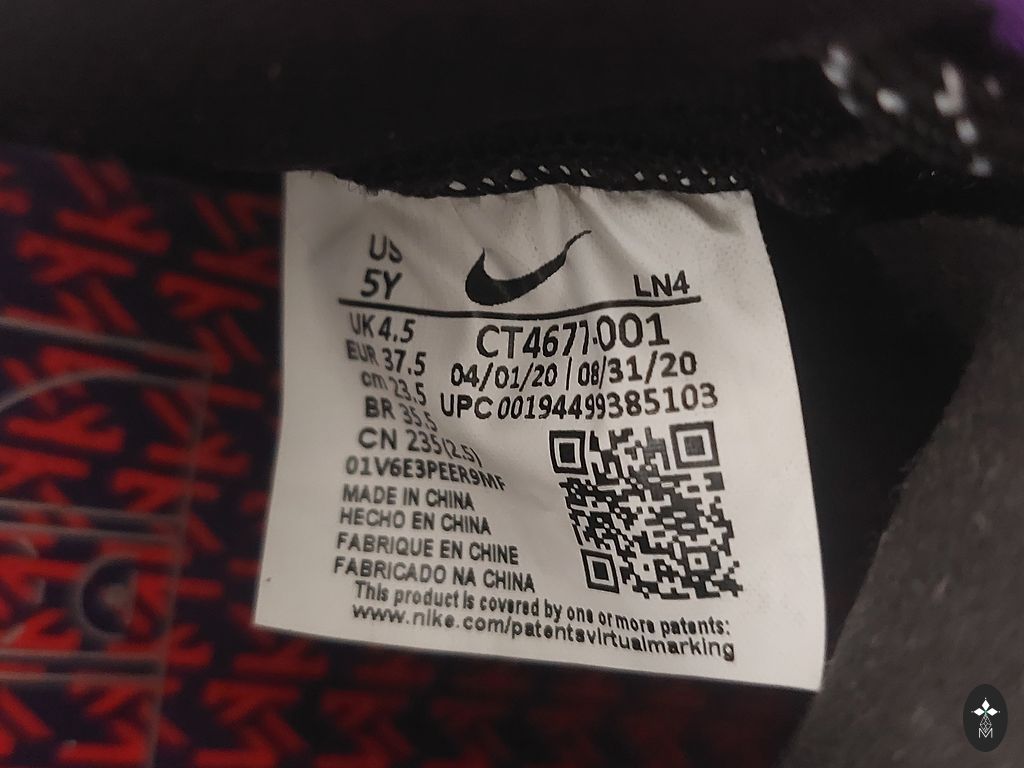 US
5Y
LN4
UK 4.5
EUR 37.5
cm 23.5
BR 35.5
CN 235(2.5)
CT4677-001
04/01/20 | 08/31/20
UPC 00194499385103
01V6E3PEER9MF
MADE IN CHINA
HECHO EN CHINA
FABRIQUE EN CHINE
FABRICADO NA CHINA
This product is covered by one or more patents:
www.nike.com/patentsvirtualmarking
M